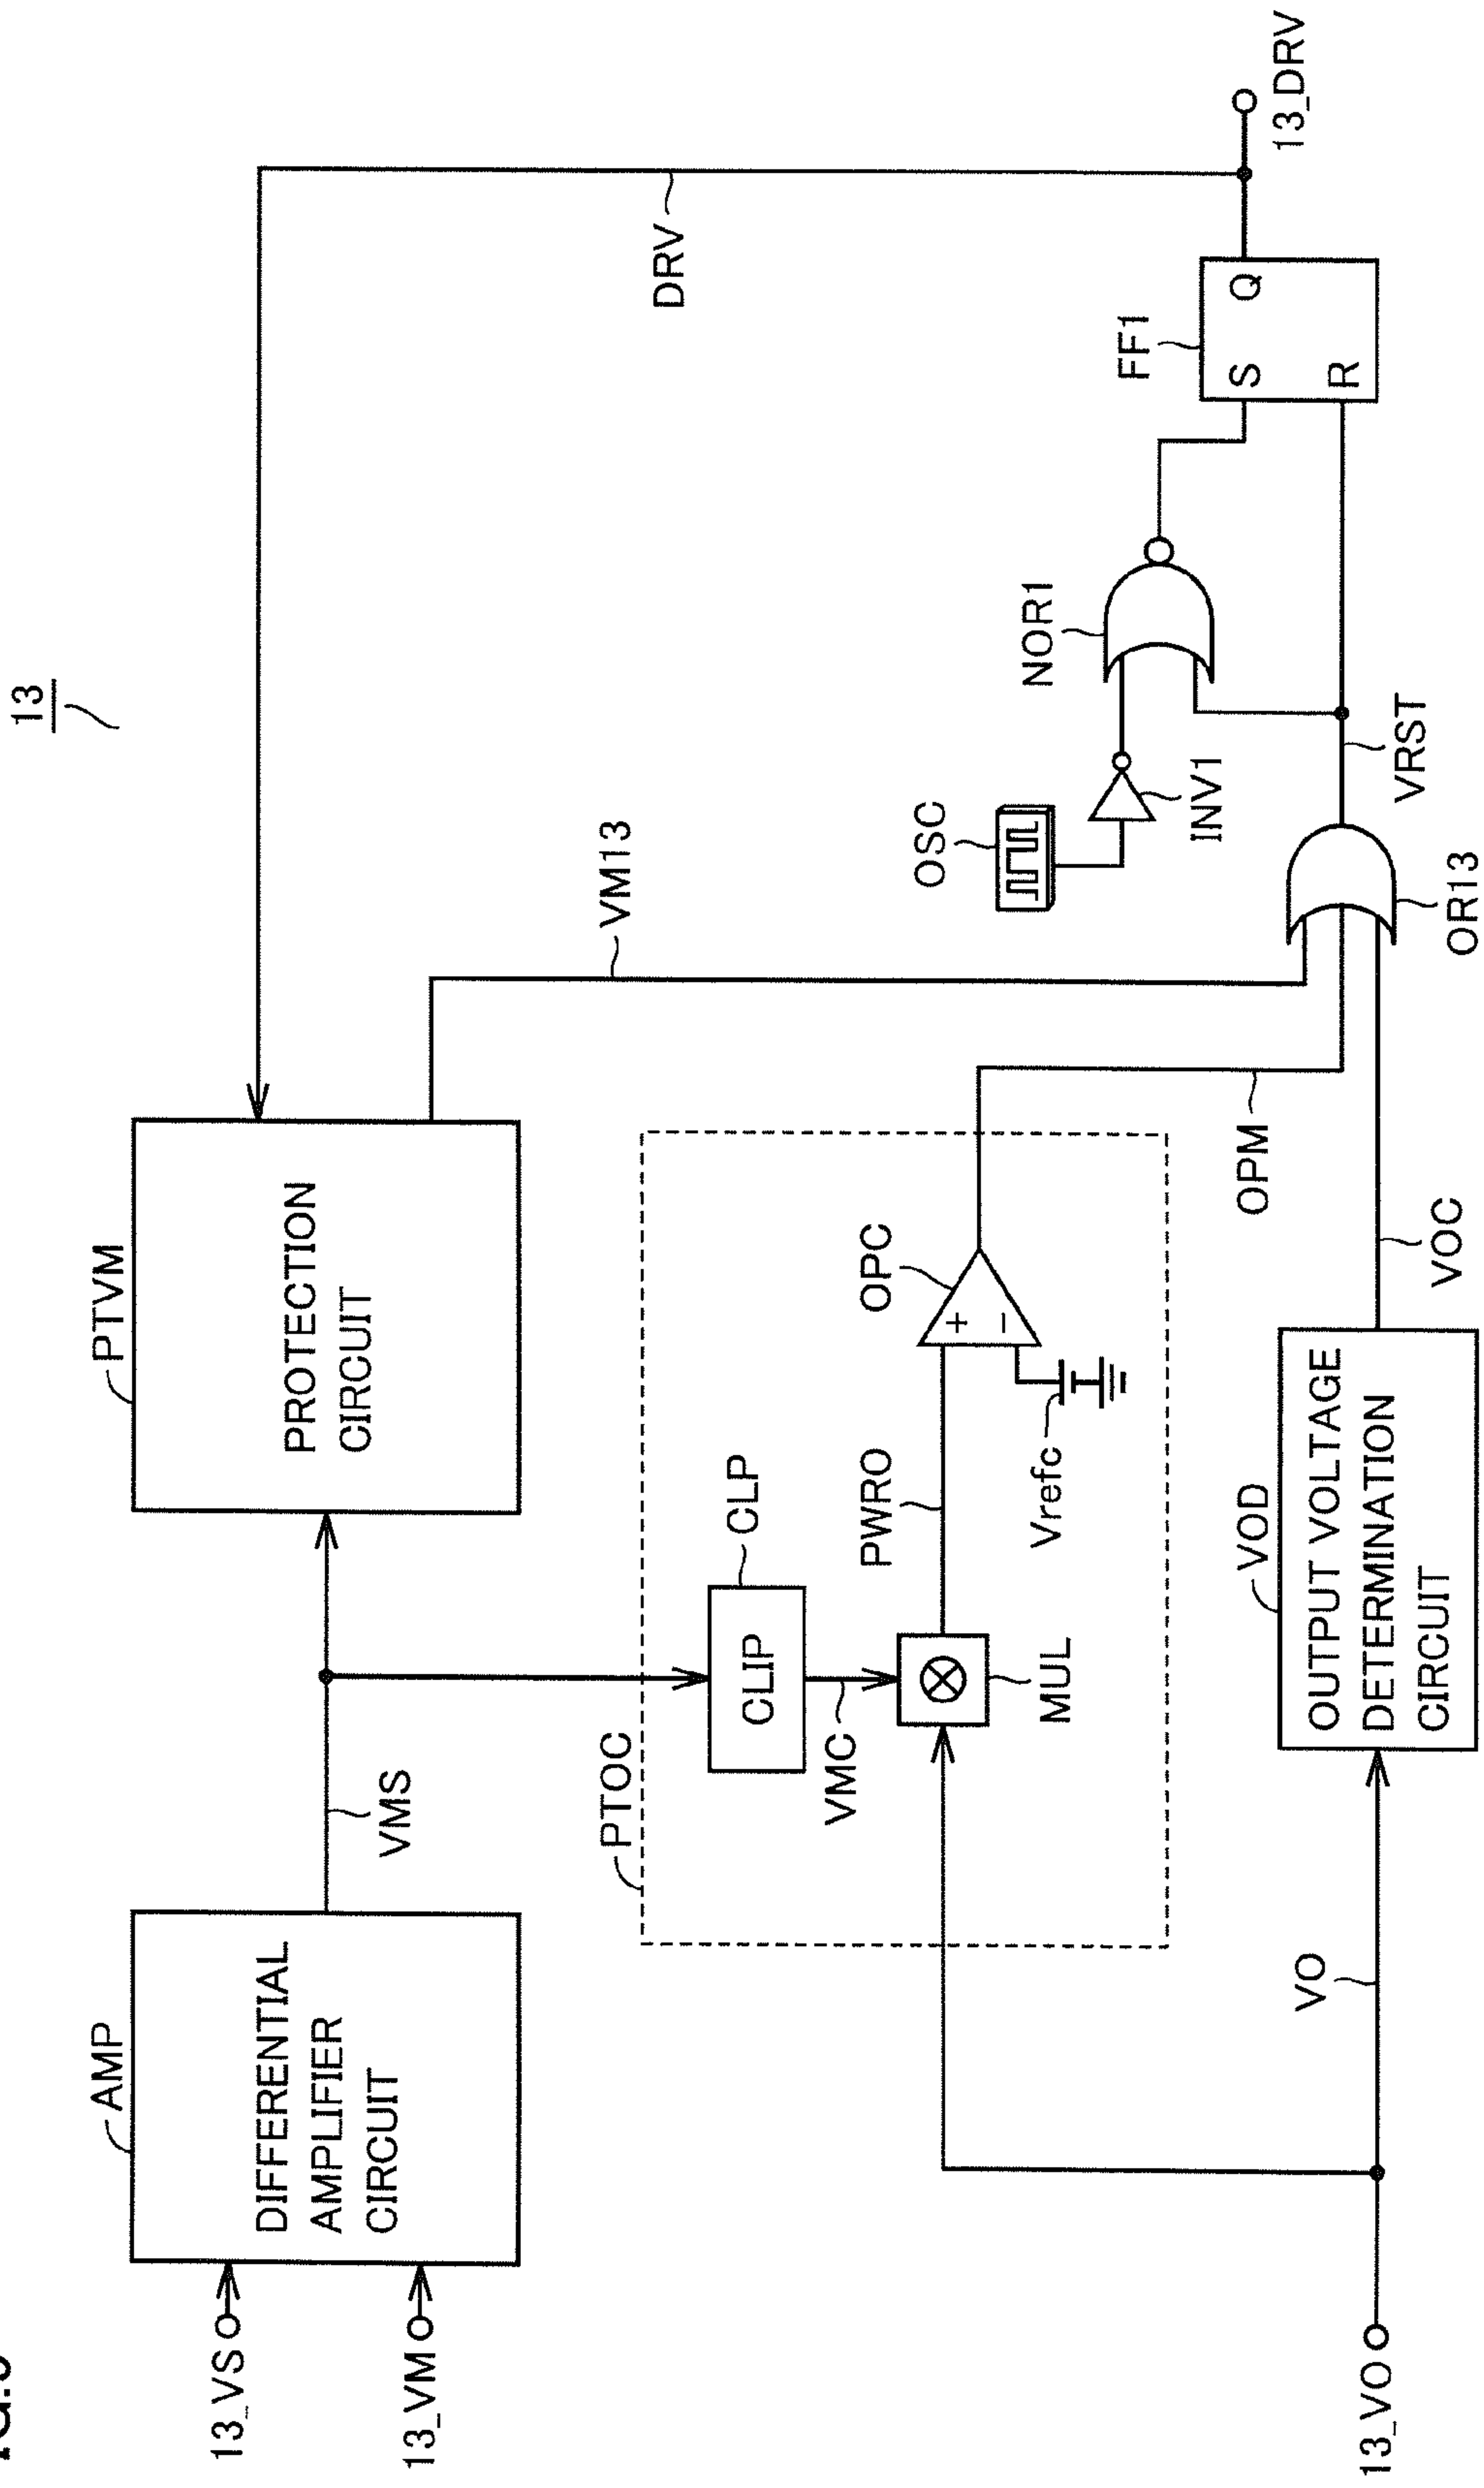 13
13_VS
13_VM
AMP
DIFFERENTIAL
AMPLIFIER
CIRCUIT
VMS
PTVM
PROTECTION
CIRCUIT
VM13
DRV
PTOC
CLIP
CLP
VMC
MUL
PWRO
OPC
+
−
Vrefc
OPM
OSC
INV1
NOR1
FF1
S
Q
R
13_DRV
13_VO
VO
VOD
OUTPUT VOLTAGE
DETERMINATION
CIRCUIT
VOC
OR13
VRST